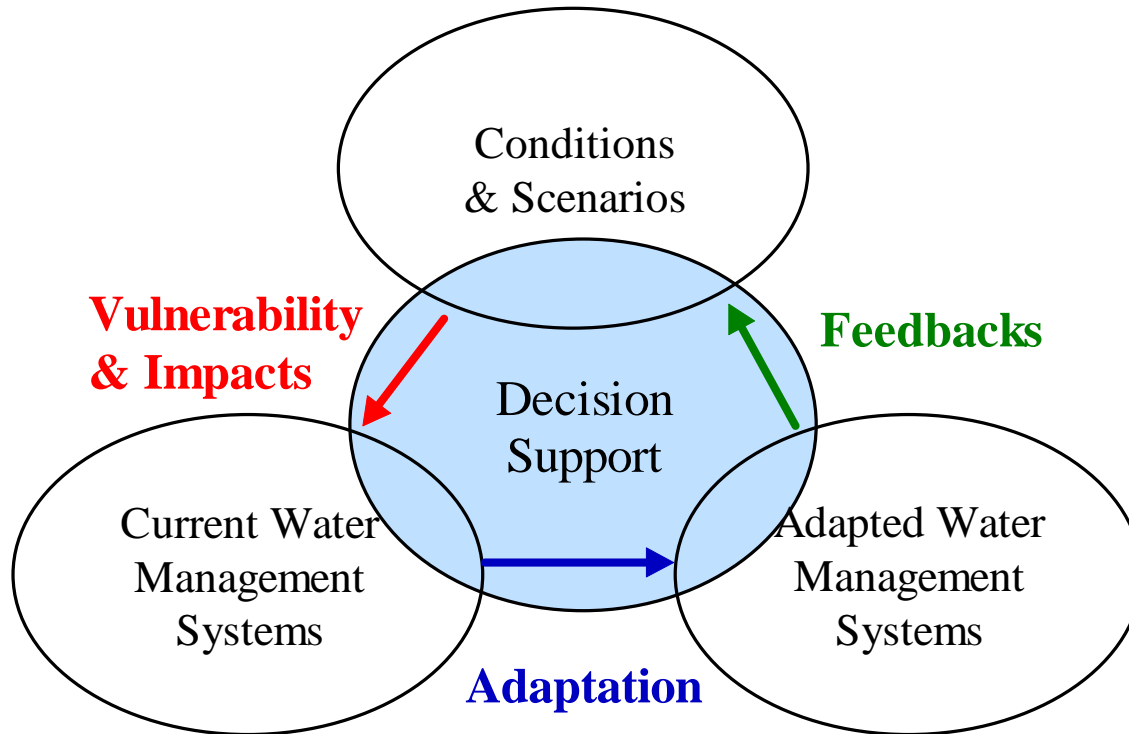 Conditions
& Scenarios
Vulnerability
& Impacts
Feedbacks
Decision
Support
Current Water
Management
Systems
Adapted Water
Management
Systems
Adaptation